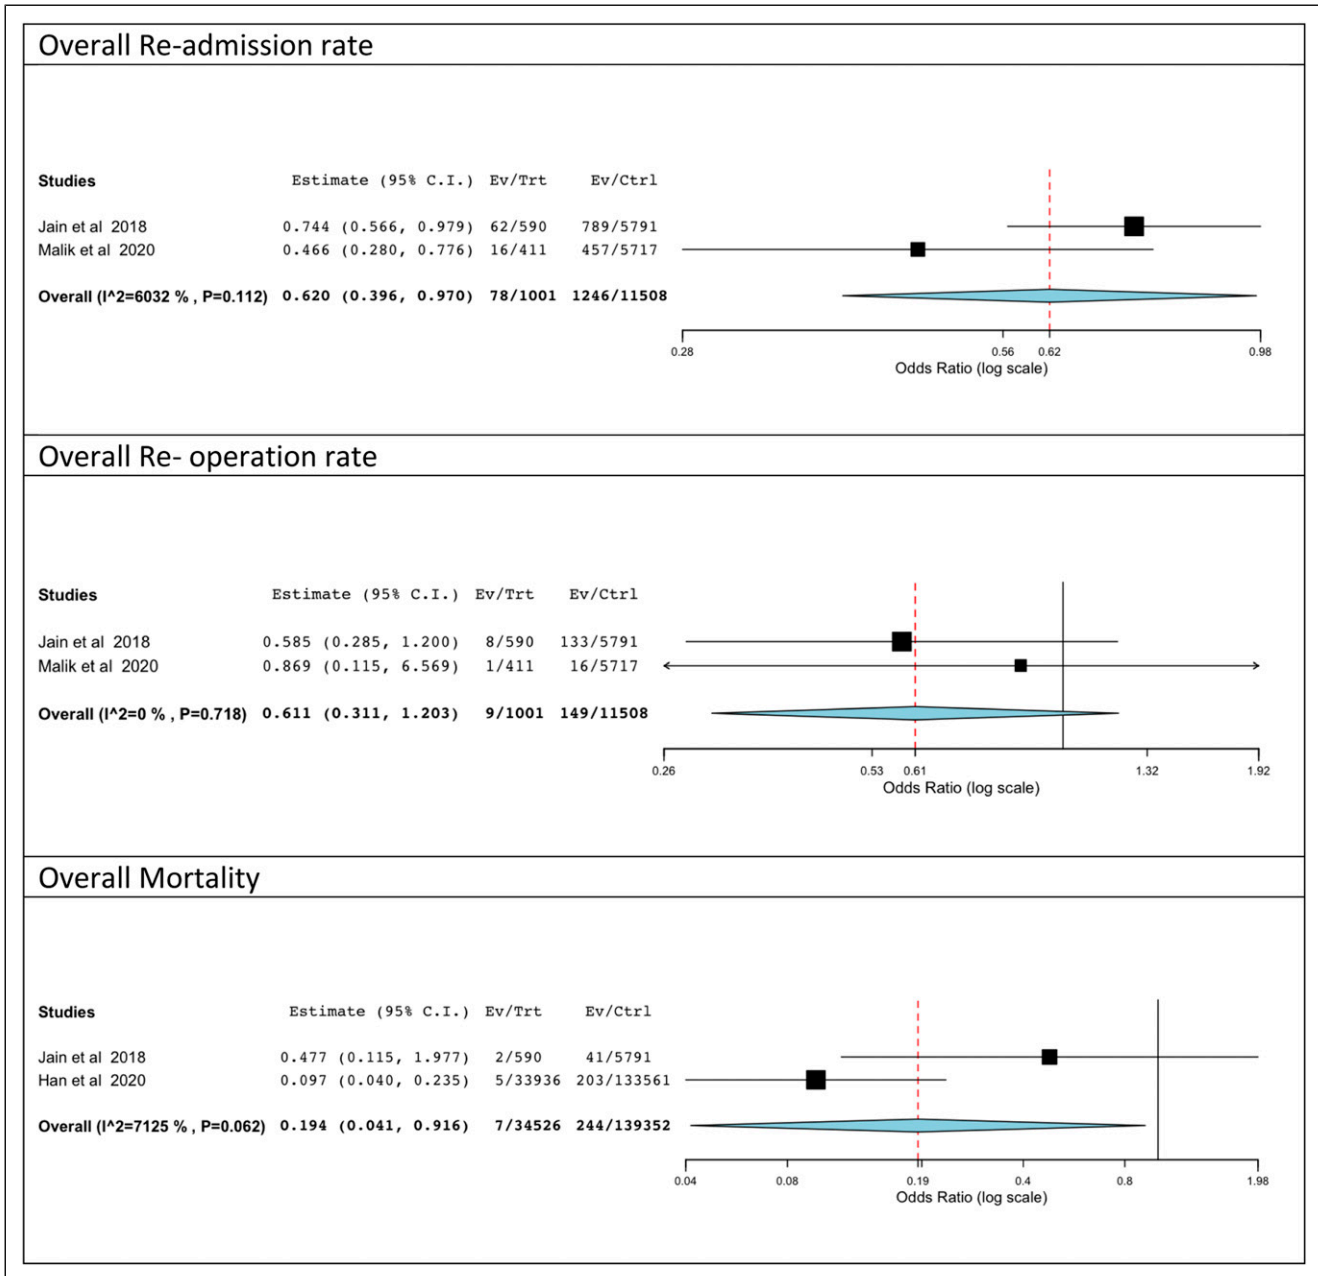 Overall Re-admission rate
Studies Estimate (95% C.I.) Ev/Trt Ev/Ctrl
Jain et al 2018 0.744 (0.566, 0.979) 62/590 789/5791
Malik et al 2020 0.466 (0.280, 0.776) 16/411 457/5717
Overall (I^2=6032 % , P=0.112) 0.620 (0.396, 0.970) 78/1001 1246/11508
0.28 0.56 0.62 0.98
Odds Ratio (log scale)
Overall Re- operation rate
Studies Estimate (95% C.I.) Ev/Trt Ev/Ctrl
Jain et al 2018 0.585 (0.285, 1.200) 8/590 133/5791
Malik et al 2020 0.869 (0.115, 6.569) 1/411 16/5717
Overall (I^2=0 % , P=0.718) 0.611 (0.311, 1.203) 9/1001 149/11508
0.26 0.53 0.61 1.32 1.92
Odds Ratio (log scale)
Overall Mortality
Studies Estimate (95% C.I.) Ev/Trt Ev/Ctrl
Jain et al 2018 0.477 (0.115, 1.977) 2/590 41/5791
Han et al 2020 0.097 (0.040, 0.235) 5/33936 203/133561
Overall (I^2=7125 % , P=0.062) 0.194 (0.041, 0.916) 7/34526 244/139352
0.04 0.08 0.19 0.4 0.8 1.98
Odds Ratio (log scale)